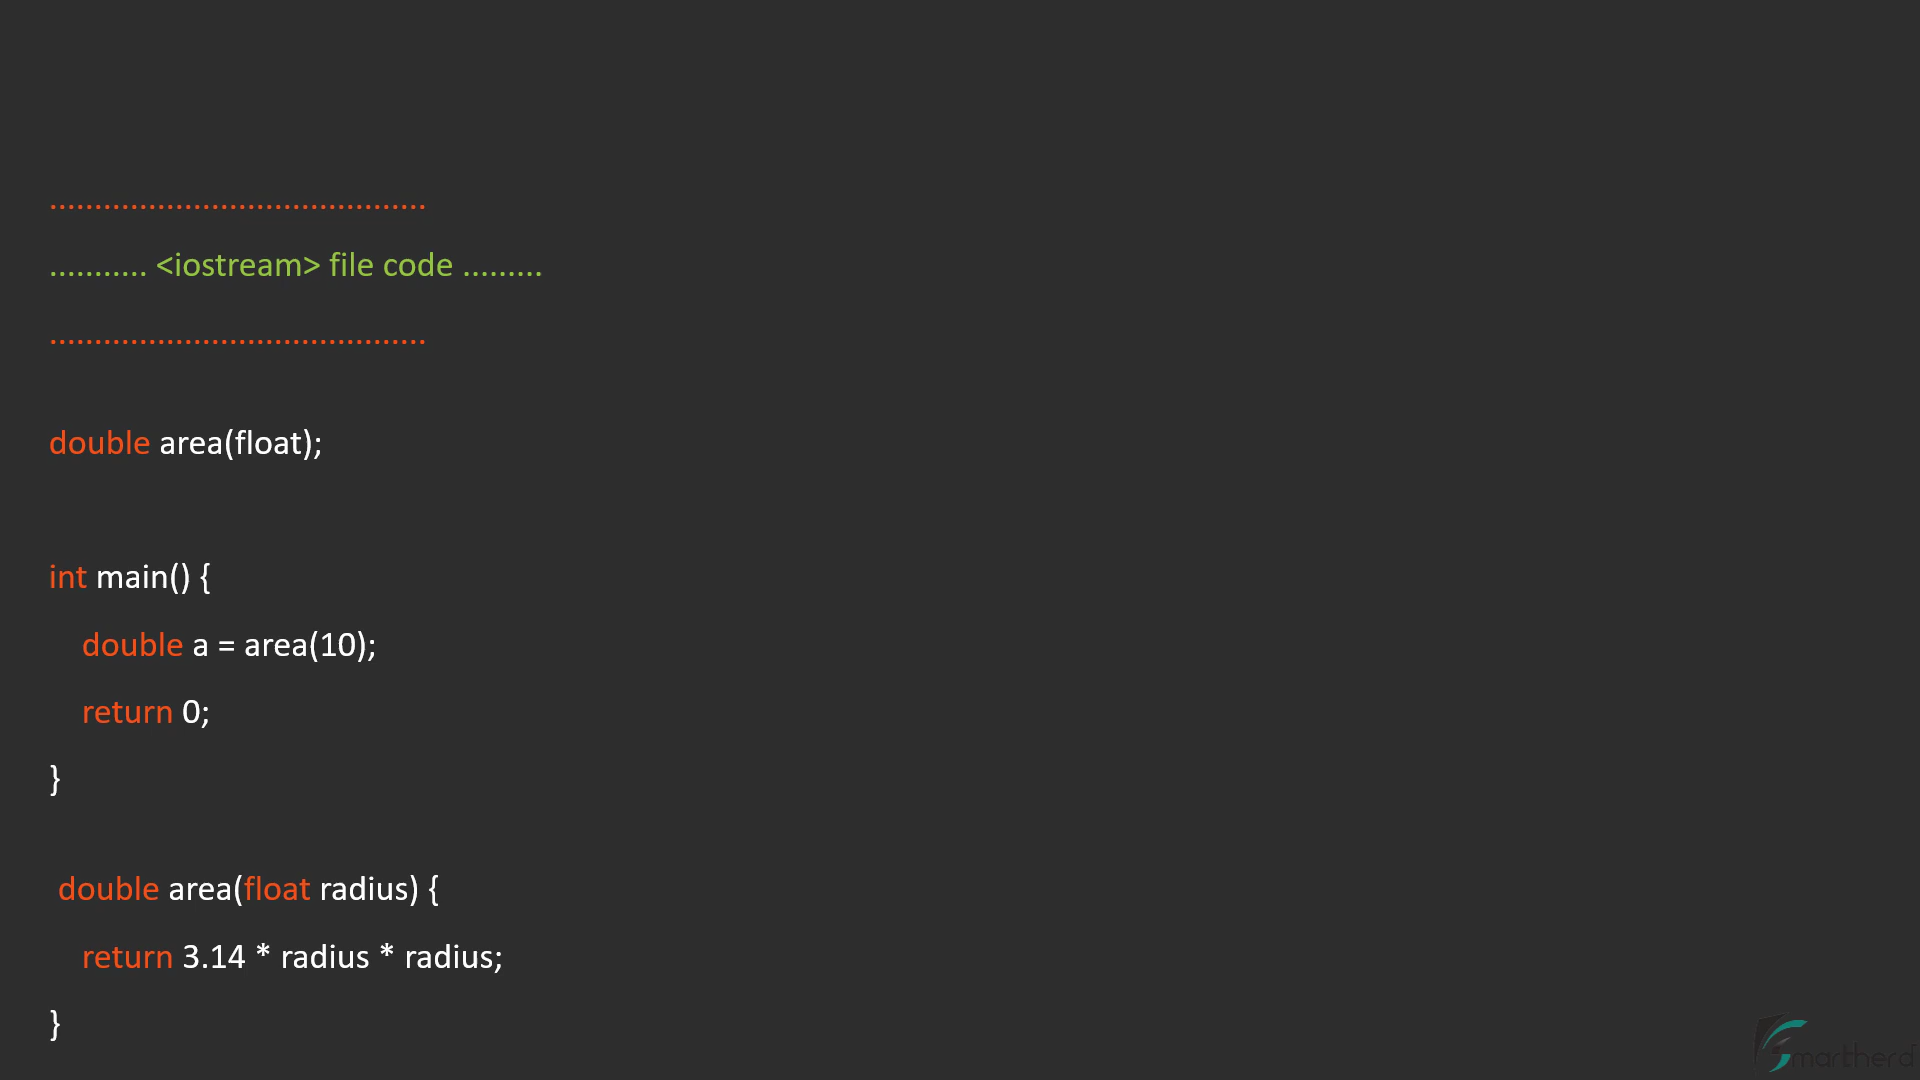 ..........................................
........... <iostream> file code .........
..........................................
double area(float);
int main() {
double a = area(10);
return 0;
}
double area(float radius) {
return 3.14 * radius * radius;
}
Smartherd